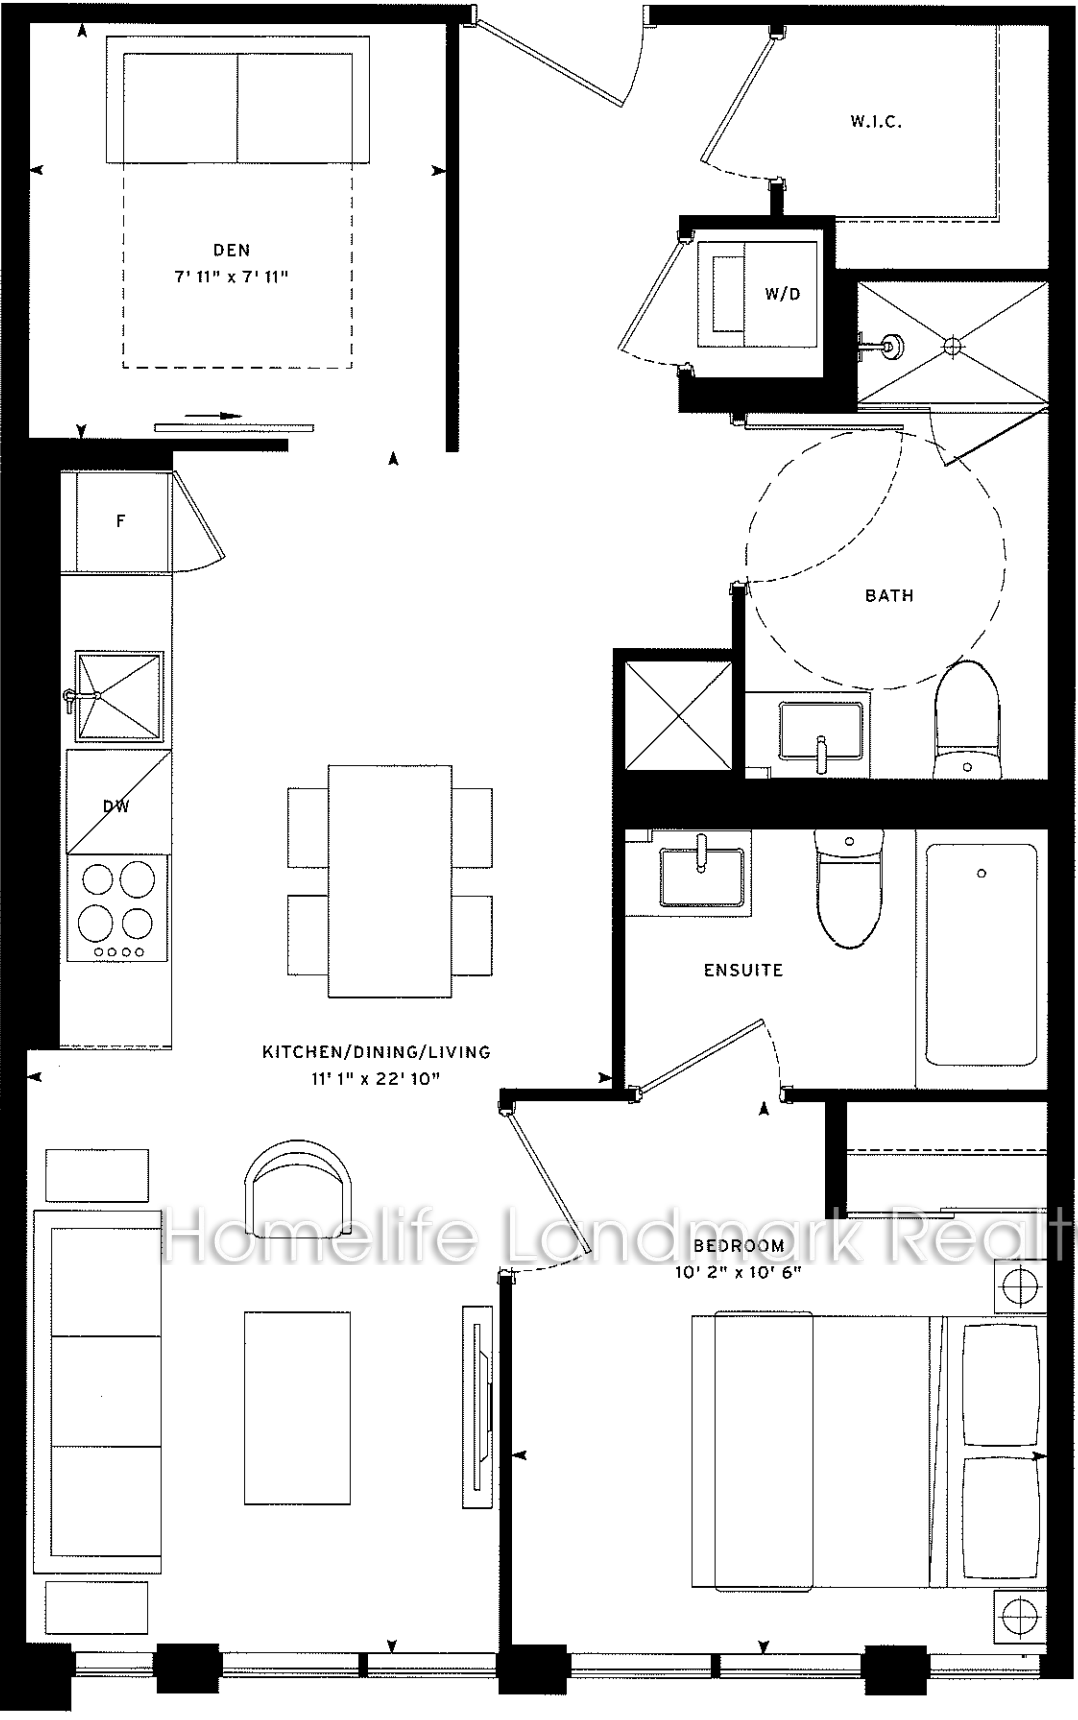 W.I.C.
DEN
7' 11" x 7' 11"
W/D
F
BATH
DW
ENSUITE
KITCHEN/DINING/LIVING
11' 1" x 22' 10"
Homelife Landmark Realt
BEDROOM
10' 2" x 10' 6"